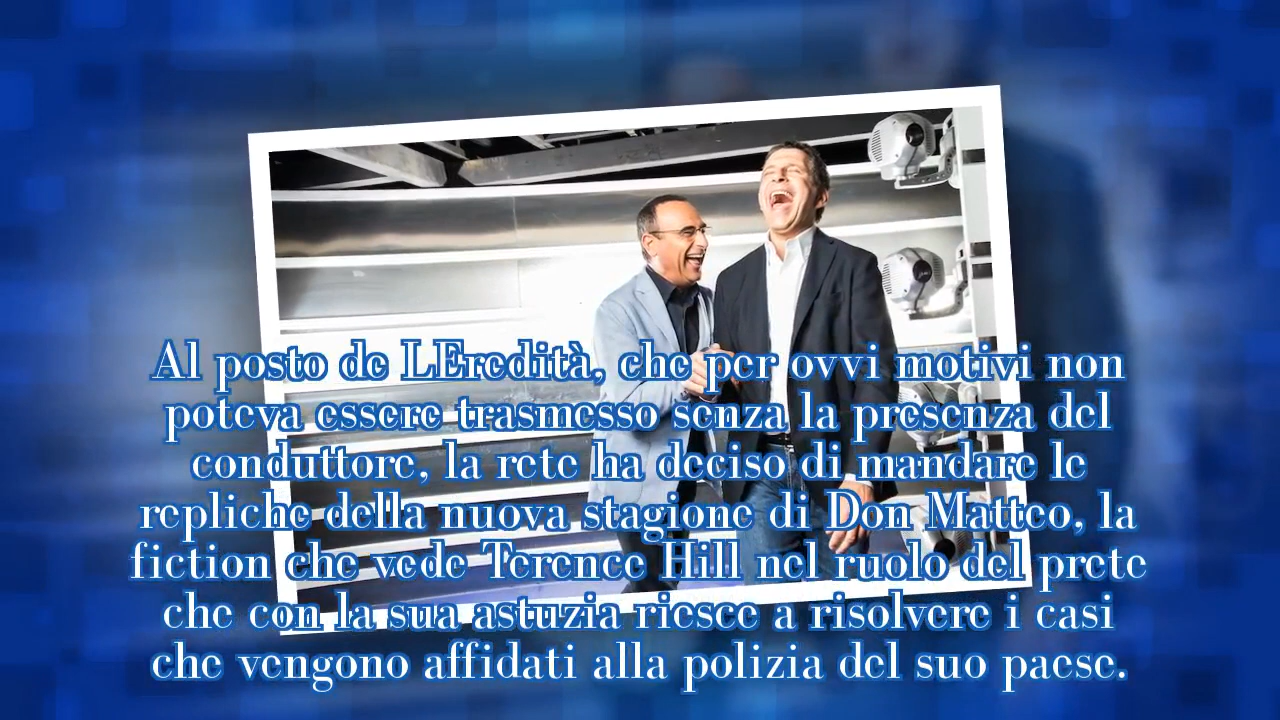 Al posto de LEredità, che per ovvi motivi non
poteva essere trasmesso senza la presenza del
conduttore, la rete ha deciso di mandare le
repliche della nuova stagione di Don Matteo, la
fiction che vede Terence Hill nel ruolo del prete
che con la sua astuzia riesce a risolvere i casi
che vengono affidati alla polizia del suo paese.